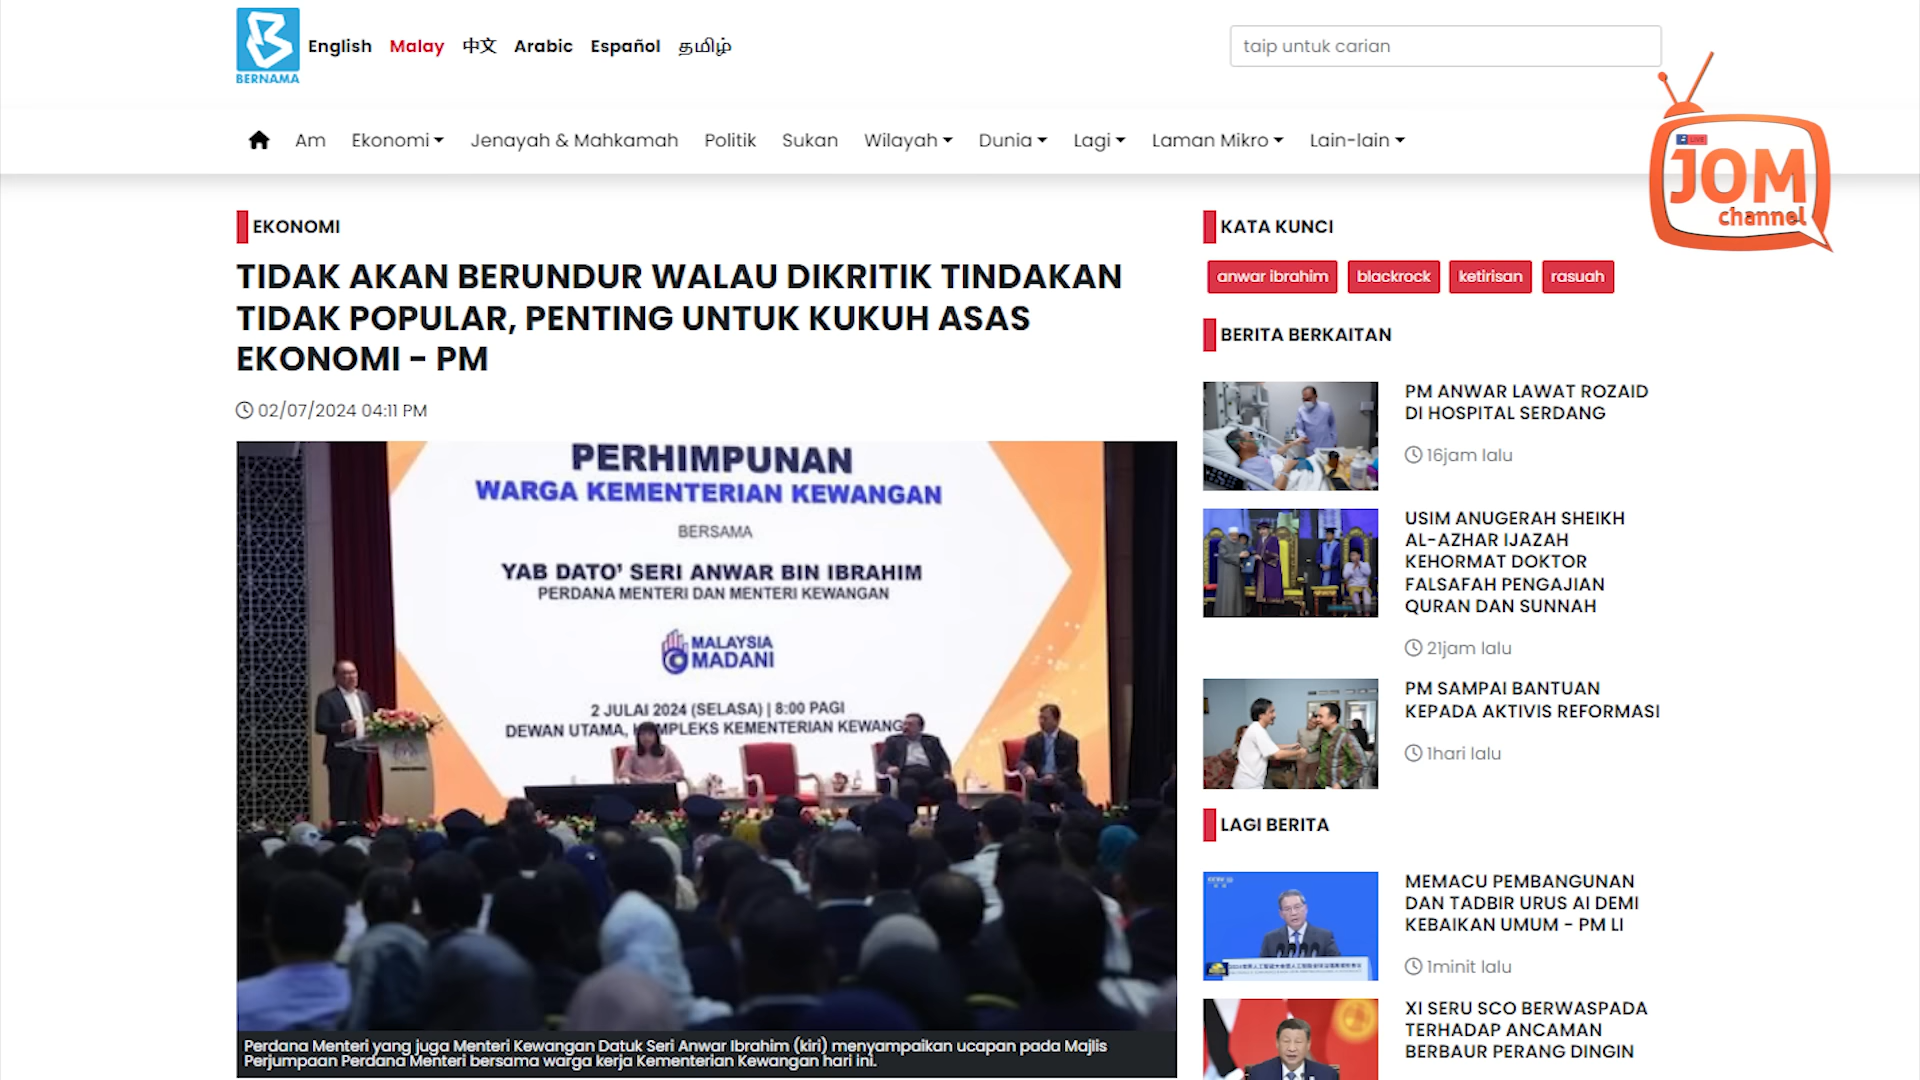 BERNAMA
English Malay 中文 Arabic Español தமிழ்
taip untuk carian
LIVE
JOM
channel
Am Ekonomi Jenayah & Mahkamah Politik Sukan Wilayah Dunia Lagi Laman Mikro Lain-lain
EKONOMI
TIDAK AKAN BERUNDUR WALAU DIKRITIK TINDAKAN
TIDAK POPULAR, PENTING UNTUK KUKUH ASAS
EKONOMI - PM
02/07/2024 04:11 PM
PERHIMPUNAN
WARGA KEMENTERIAN KEWANGAN
BERSAMA
YAB DATO' SERI ANWAR BIN IBRAHIM
PERDANA MENTERI DAN MENTERI KEWANGAN
MALAYSIA
MADANI
2 JULAI 2024 (SELASA) | 8:00 PAGI
DEWAN UTAMA, KEMENTERIAN
Perdana Menteri yang juga Menteri Kewangan Datuk Seri Anwar Ibrahim (kiri) menyampaikan ucapan pada Majlis
Perjumpaan Perdana Menteri bersama warga kerja Kementerian Kewangan hari ini.
KATA KUNCI
anwar ibrahim blackrock ketirisan rasuah
BERITA BERKAITAN
PM ANWAR LAWAT ROZAID
DI HOSPITAL SERDANG
16jam lalu
USIM ANUGERAH SHEIKH
AL-AZHAR IJAZAH
KEHORMAT DOKTOR
FALSAFAH PENGAJIAN
QURAN DAN SUNNAH
21jam lalu
PM SAMPAI BANTUAN
KEPADA AKTIVIS REFORMASI
1hari lalu
LAGI BERITA
MEMACU PEMBANGUNAN
DAN TADBIR URUS AI DEMI
KEBAIKAN UMUM - PM LI
1minit lalu
XI SERU SCO BERWASPADA
TERHADAP ANCAMAN
BERBAUR PERANG DINGIN